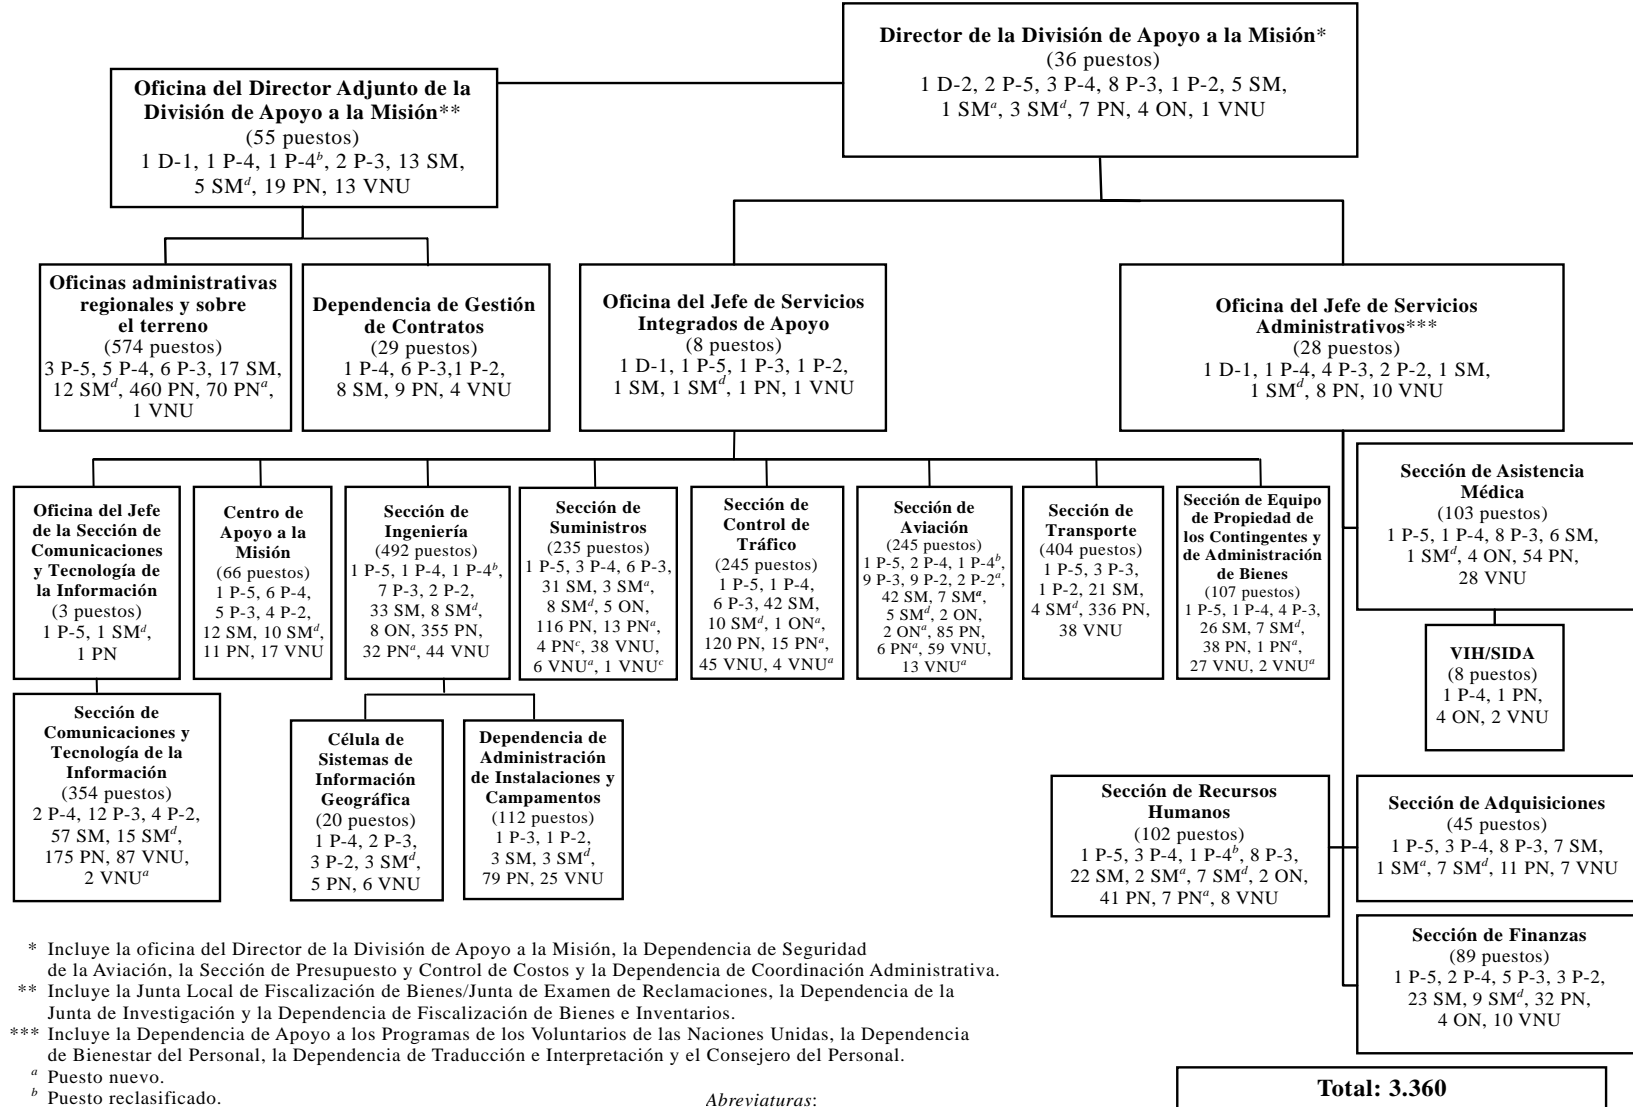 Director de la División de Apoyo a la Misión*
(36 puestos)
1 D-2, 2 P-5, 3 P-4, 8 P-3, 1 P-2, 5 SM,
1 SMᵃ, 3 SMᵈ, 7 PN, 4 ON, 1 VNU
Oficina del Director Adjunto de la
División de Apoyo a la Misión**
(55 puestos)
1 D-1, 1 P-4, 1 P-4ᵇ, 2 P-3, 13 SM,
5 SMᵈ, 19 PN, 13 VNU
Oficinas administrativas
regionales y sobre
el terreno
(574 puestos)
3 P-5, 5 P-4, 6 P-3, 17 SM,
12 SMᵈ, 460 PN, 70 PNᵃ,
1 VNU
Dependencia de Gestión
de Contratos
(29 puestos)
1 P-4, 6 P-3,1 P-2,
8 SM, 9 PN, 4 VNU
Oficina del Jefe de Servicios
Integrados de Apoyo
(8 puestos)
1 D-1, 1 P-5, 1 P-3, 1 P-2,
1 SM, 1 SMᵈ, 1 PN, 1 VNU
Oficina del Jefe de Servicios
Administrativos***
(28 puestos)
1 D-1, 1 P-4, 4 P-3, 2 P-2, 1 SM,
1 SMᵈ, 8 PN, 10 VNU
Oficina del Jefe
de la Sección de
Comunicaciones
y Tecnología de
la Información
(3 puestos)
1 P-5, 1 SMᵈ,
1 PN
Centro de
Apoyo a la
Misión
(66 puestos)
1 P-5, 6 P-4,
5 P-3, 4 P-2,
12 SM, 10 SMᵈ,
11 PN, 17 VNU
Sección de
Ingeniería
(492 puestos)
1 P-5, 1 P-4, 1 P-4ᵇ,
7 P-3, 2 P-2,
33 SM, 8 SMᵈ,
8 ON, 355 PN,
32 PNᵃ, 44 VNU
Sección de
Suministros
(235 puestos)
1 P-5, 3 P-4, 6 P-3,
31 SM, 3 SMᵃ,
8 SMᵈ, 5 ON,
116 PN, 13 PNᵃ,
4 PNᶜ, 38 VNU,
6 VNUᵃ, 1 VNUᶜ
Sección de
Control de
Tráfico
(245 puestos)
1 P-5, 1 P-4,
6 P-3, 42 SM,
10 SMᵈ, 1 ONᵃ,
120 PN, 15 PNᵃ,
45 VNU, 4 VNUᵃ
Sección de
Aviación
(245 puestos)
1 P-5, 2 P-4, 1 P-4ᵇ,
9 P-3, 9 P-2, 2 P-2ᵃ,
42 SM, 7 SMᵃ,
5 SMᵈ, 2 ON,
2 ONᵃ, 85 PN,
6 PNᵃ, 59 VNU,
13 VNUᵃ
Sección de
Transporte
(404 puestos)
1 P-5, 3 P-3,
1 P-2, 21 SM,
4 SMᵈ, 336 PN,
38 VNU
Sección de Equipo
de Propiedad de
los Contingentes y
de Administración
de Bienes
(107 puestos)
1 P-5, 1 P-4, 4 P-3,
26 SM, 7 SMᵈ,
38 PN, 1 PNᵃ,
27 VNU, 2 VNUᵃ
Sección de Asistencia
Médica
(103 puestos)
1 P-5, 1 P-4, 8 P-3, 6 SM,
1 SMᵈ, 4 ON, 54 PN,
28 VNU
VIH/SIDA
(8 puestos)
1 P-4, 1 PN,
4 ON, 2 VNU
Sección de
Comunicaciones y
Tecnología de la
Información
(354 puestos)
2 P-4, 12 P-3, 4 P-2,
57 SM, 15 SMᵈ,
175 PN, 87 VNU,
2 VNUᵃ
Célula de
Sistemas de
Información
Geográfica
(20 puestos)
1 P-4, 2 P-3,
3 P-2, 3 SMᵈ,
5 PN, 6 VNU
Dependencia de
Administración
de Instalaciones y
Campamentos
(112 puestos)
1 P-3, 1 P-2,
3 SM, 3 SMᵈ,
79 PN, 25 VNU
Sección de Recursos
Humanos
(102 puestos)
1 P-5, 3 P-4, 1 P-4ᵇ, 8 P-3,
22 SM, 2 SMᵃ, 7 SMᵈ, 2 ON,
41 PN, 7 PNᵃ, 8 VNU
Sección de Adquisiciones
(45 puestos)
1 P-5, 3 P-4, 8 P-3, 7 SM,
1 SMᵃ, 7 SMᵈ, 11 PN, 7 VNU
Sección de Finanzas
(89 puestos)
1 P-5, 2 P-4, 5 P-3, 3 P-2,
23 SM, 9 SMᵈ, 32 PN,
4 ON, 10 VNU
* Incluye la oficina del Director de la División de Apoyo a la Misión, la Dependencia de Seguridad
de la Aviación, la Sección de Presupuesto y Control de Costos y la Dependencia de Coordinación Administrativa.
** Incluye la Junta Local de Fiscalización de Bienes/Junta de Examen de Reclamaciones, la Dependencia de la
Junta de Investigación y la Dependencia de Fiscalización de Bienes e Inventarios.
*** Incluye la Dependencia de Apoyo a los Programas de los Voluntarios de las Naciones Unidas, la Dependencia
de Bienestar del Personal, la Dependencia de Traducción e Interpretación y el Consejero del Personal.
ᵃ Puesto nuevo.
ᵇ Puesto reclasificado.
Abreviaturas:
Total: 3.360